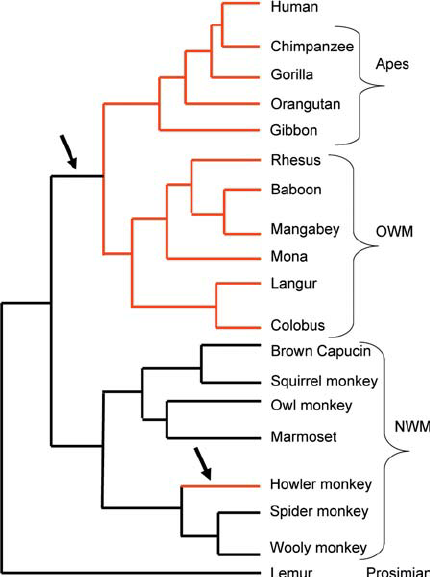 Human
Chimpanzee
Gorilla
Apes
Orangutan
Gibbon
Rhesus
Baboon
Mangabey
OWM
Mona
Langur
Colobus
Brown Capucin
Squirrel monkey
Owl monkey
NWM
Marmoset
Howler monkey
Spider monkey
Wooly monkey
Lemur Prosimian